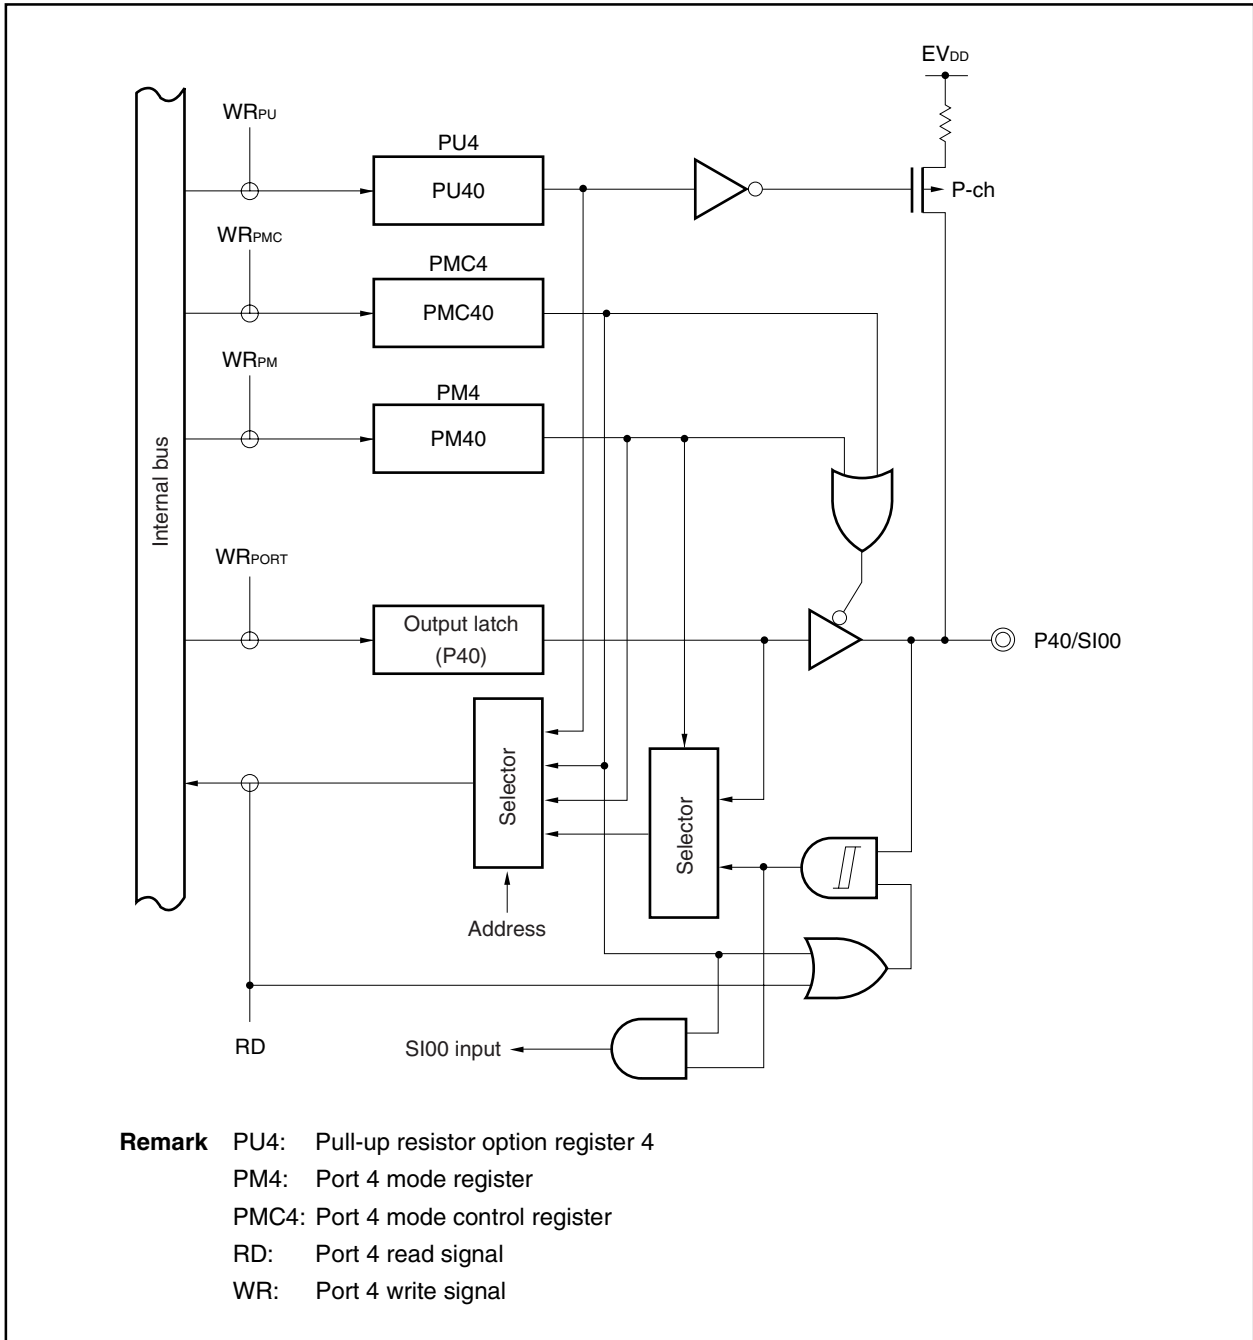 EVDD
WRPU
PU4
PU40
P-ch
WRPMC
PMC4
PMC40
WRPM
PM4
PM40
Internal bus
WRPORT
Output latch
(P40)
P40/SI00
Selector
Selector
Address
RD
SI00 input
Remark PU4: Pull-up resistor option register 4
PM4: Port 4 mode register
PMC4: Port 4 mode control register
RD: Port 4 read signal
WR: Port 4 write signal